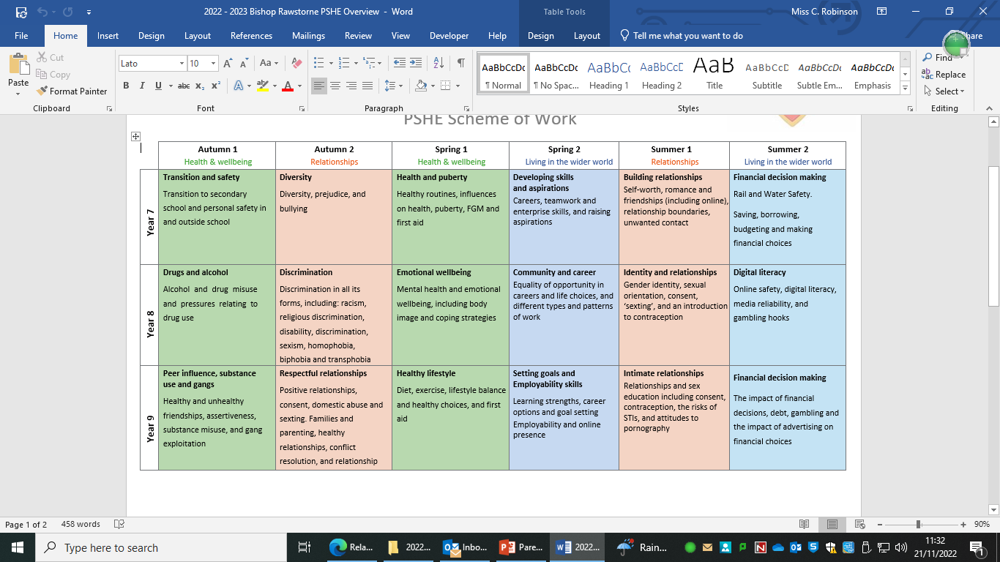 2022 - 2023 Bishop Rawstorne PSHE Overview - Word
Table Tools
Miss C. Robinson
File Home Insert Design Layout References Mailings Review View Developer Help Design Layout Tell me what you want to do Share
Cut
Copy
Format Painter
Paste
Lato 10
Find
Replace
Select
AaBbCcDc AaBbCcDc AaBbCc AaBbCcD AaB AaBbCcD AaBbCcDc AaBbCcDc
¶ Normal ¶ No Spac... Heading 1 Heading 2 Title Subtitle Subtle Em... Emphasis
Clipboard Font Paragraph Styles Editing
PSHE Scheme of Work
Autumn 1 Autumn 2 Spring 1 Spring 2 Summer 1 Summer 2
Health & wellbeing Relationships Health & wellbeing Living in the wider world Relationships Living in the wider world
Year 7
Transition and safety
Transition to secondary
school and personal safety in
and outside school
Diversity
Diversity, prejudice, and
bullying
Health and puberty
Healthy routines, influences
on health, puberty, FGM and
first aid
Developing skills
and aspirations
Careers, teamwork and
enterprise skills, and raising
aspirations
Building relationships
Self-worth, romance and
friendships (including online),
relationship boundaries,
unwanted contact
Financial decision making
Rail and Water Safety.
Saving, borrowing,
budgeting and making
financial choices
Year 8
Drugs and alcohol
Alcohol and drug misuse
and pressures relating to
drug use
Discrimination
Discrimination in all its
forms, including: racism,
religious discrimination,
disability, discrimination,
sexism, homophobia,
biphobia and transphobia
Emotional wellbeing
Mental health and emotional
wellbeing, including body
image and coping strategies
Community and career
Equality of opportunity in
careers and life choices, and
different types and patterns
of work
Identity and relationships
Gender identity, sexual
orientation, consent,
‘sexting’, and an introduction
to contraception
Digital literacy
Online safety, digital literacy,
media reliability, and
gambling hooks
Year 9
Peer influence, substance
use and gangs
Healthy and unhealthy
friendships, assertiveness,
substance misuse, and gang
exploitation
Respectful relationships
Positive relationships,
consent, domestic abuse and
sexting. Families and
parenting, healthy
relationships, conflict
resolution, and relationship
Healthy lifestyle
Diet, exercise, lifestyle balance
and healthy choices, and first
aid
Setting goals and
Employability skills
Learning strengths, career
options and goal setting
Employability and online
presence
Intimate relationships
Relationships and sex
education including consent,
contraception, the risks of
STIs, and attitudes to
pornography
Financial decision making
The impact of financial
decisions, debt, gambling and
the impact of advertising on
financial choices
Page 1 of 2 458 words 90%
Type here to search
Rela... 2022... Inbo... Pare... 2022... Rain...
11:32
21/11/2022